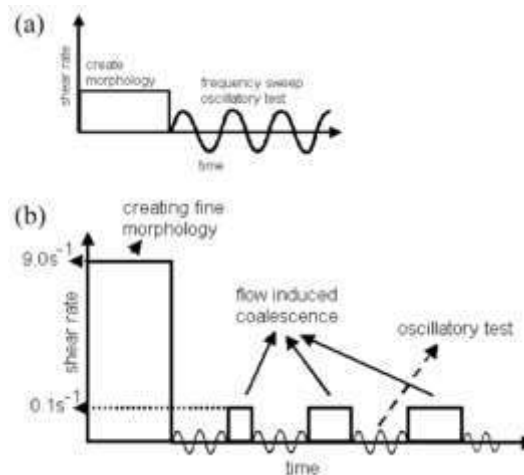 (a)
shear rate
create
morphology
frequency sweep
oscillatory test
time
(b)
creating fine
morphology
9.0s⁻¹
shear rate
flow induced
coalescence
oscillatory test
0.1s⁻¹
time